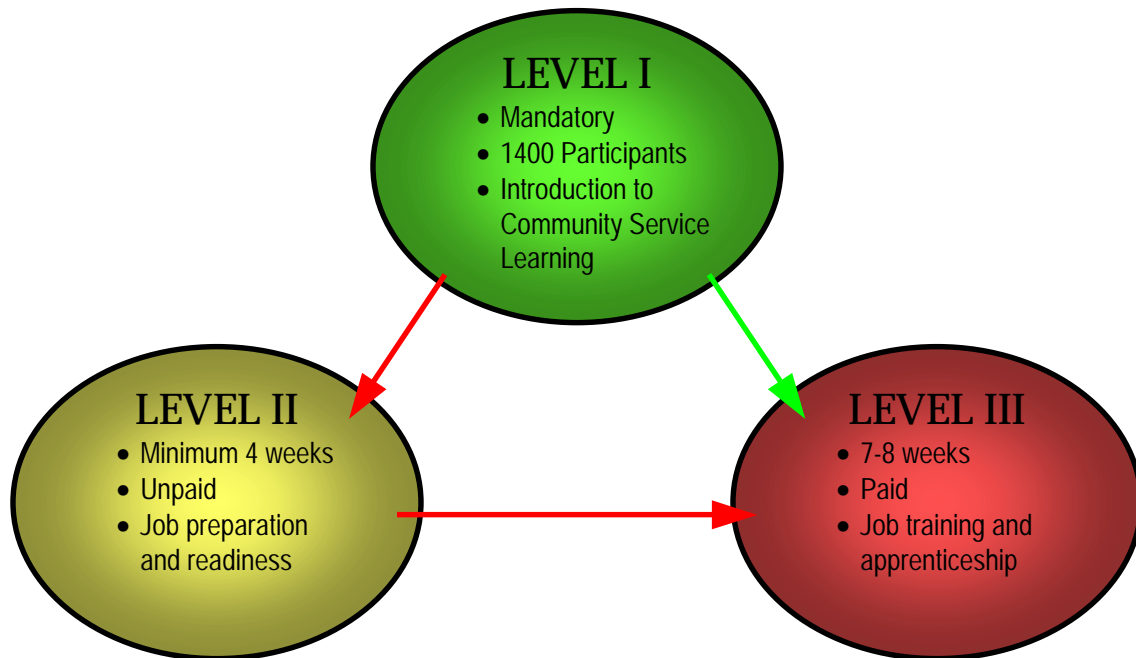 LEVEL I
• Mandatory
• 1400 Participants
• Introduction to
Community Service
Learning
LEVEL II
• Minimum 4 weeks
• Unpaid
• Job preparation
and readiness
LEVEL III
• 7-8 weeks
• Paid
• Job training and
apprenticeship